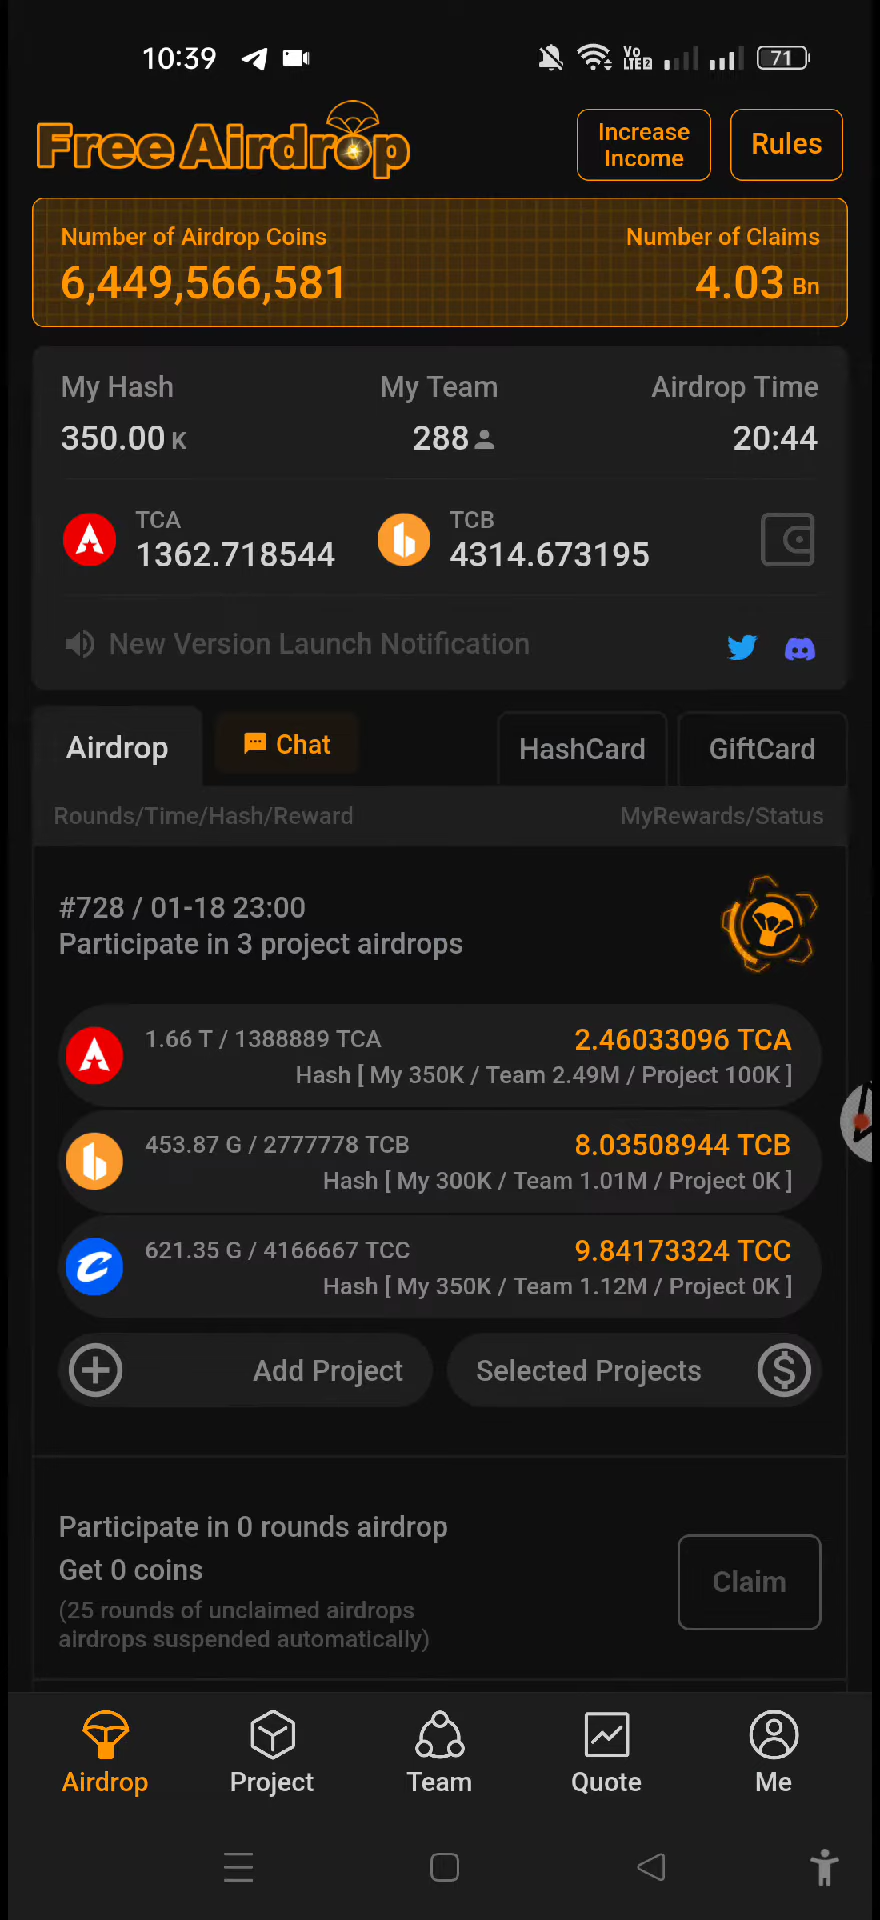 10:39
Vo LTE2
71
Free Airdrop
Increase Income
Rules
Number of Airdrop Coins
Number of Claims
6,449,566,581
4.03 Bn
My Hash
My Team
Airdrop Time
350.00 K
288
20:44
TCA
1362.718544
TCB
4314.673195
New Version Launch Notification
Airdrop
Chat
HashCard
GiftCard
Rounds/Time/Hash/Reward
MyRewards/Status
#728 / 01-18 23:00
Participate in 3 project airdrops
1.66 T / 1388889 TCA
2.46033096 TCA
Hash [ My 350K / Team 2.49M / Project 100K ]
453.87 G / 2777778 TCB
8.03508944 TCB
Hash [ My 300K / Team 1.01M / Project 0K ]
621.35 G / 4166667 TCC
9.84173324 TCC
Hash [ My 350K / Team 1.12M / Project 0K ]
Add Project
Selected Projects
Participate in 0 rounds airdrop
Get 0 coins
(25 rounds of unclaimed airdrops
airdrops suspended automatically)
Claim
Airdrop
Project
Team
Quote
Me